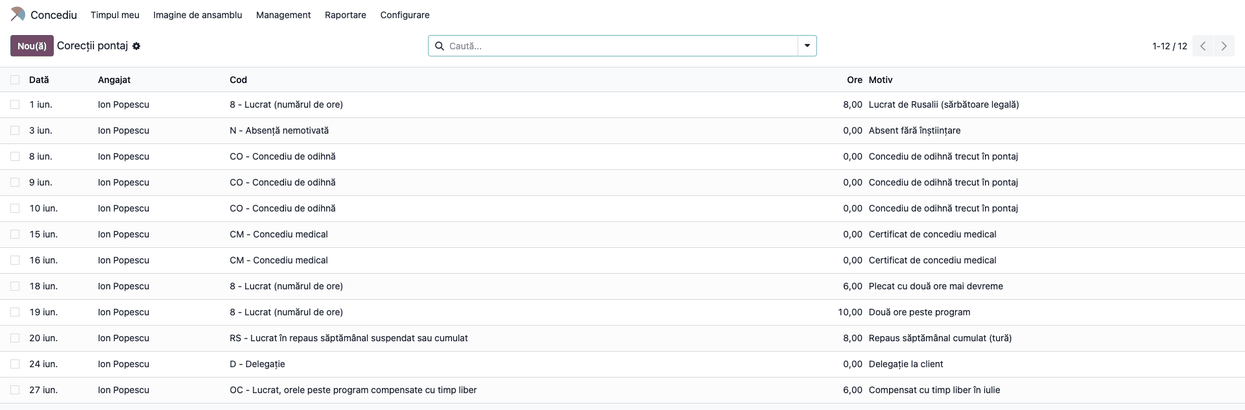 Concediu Timpul meu Imagine de ansamblu Management Raportare Configurare
Nou(ă) Corecții pontaj Caută... 1-12 / 12
Dată Angajat Cod Ore Motiv
1 iun. Ion Popescu 8 - Lucrat (numărul de ore) 8,00 Lucrat de Rusalii (sărbătoare legală)
3 iun. Ion Popescu N - Absență nemotivată 0,00 Absent fără înștiințare
8 iun. Ion Popescu CO - Concediu de odihnă 0,00 Concediu de odihnă trecut în pontaj
9 iun. Ion Popescu CO - Concediu de odihnă 0,00 Concediu de odihnă trecut în pontaj
10 iun. Ion Popescu CO - Concediu de odihnă 0,00 Concediu de odihnă trecut în pontaj
15 iun. Ion Popescu CM - Concediu medical 0,00 Certificat de concediu medical
16 iun. Ion Popescu CM - Concediu medical 0,00 Certificat de concediu medical
18 iun. Ion Popescu 8 - Lucrat (numărul de ore) 6,00 Plecat cu două ore mai devreme
19 iun. Ion Popescu 8 - Lucrat (numărul de ore) 10,00 Două ore peste program
20 iun. Ion Popescu RS - Lucrat în repaus săptămânal suspendat sau cumulat 8,00 Repaus săptămânal cumulat (tură)
24 iun. Ion Popescu D - Delegație 0,00 Delegație la client
27 iun. Ion Popescu OC - Lucrat, orele peste program compensate cu timp liber 6,00 Compensat cu timp liber în iulie